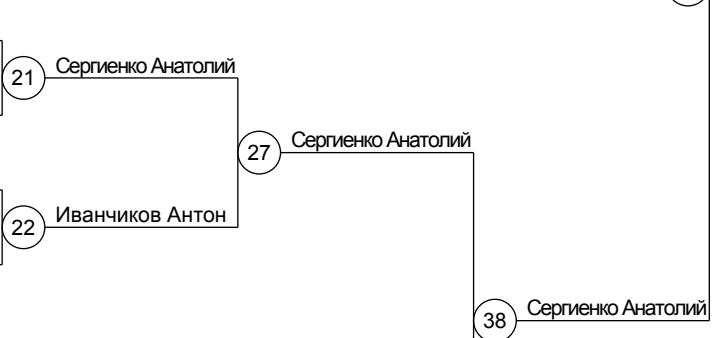 21 Сергиенко Анатолий
27 Сергиенко Анатолий
22 Иванчиков Антон
38 Сергиенко Анатолий